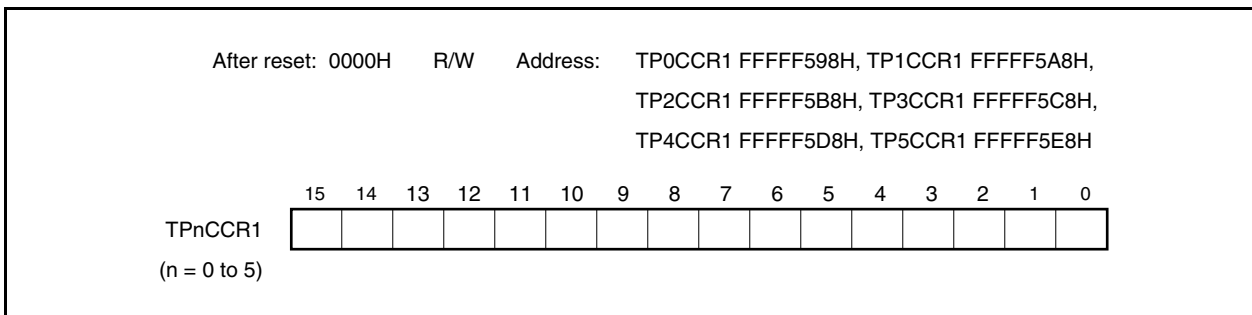 After reset: 0000H R/W Address: TP0CCR1 FFFFF598H, TP1CCR1 FFFFF5A8H,
TP2CCR1 FFFFF5B8H, TP3CCR1 FFFFF5C8H,
TP4CCR1 FFFFF5D8H, TP5CCR1 FFFFF5E8H
15 14 13 12 11 10 9 8 7 6 5 4 3 2 1 0
TPnCCR1
(n = 0 to 5)